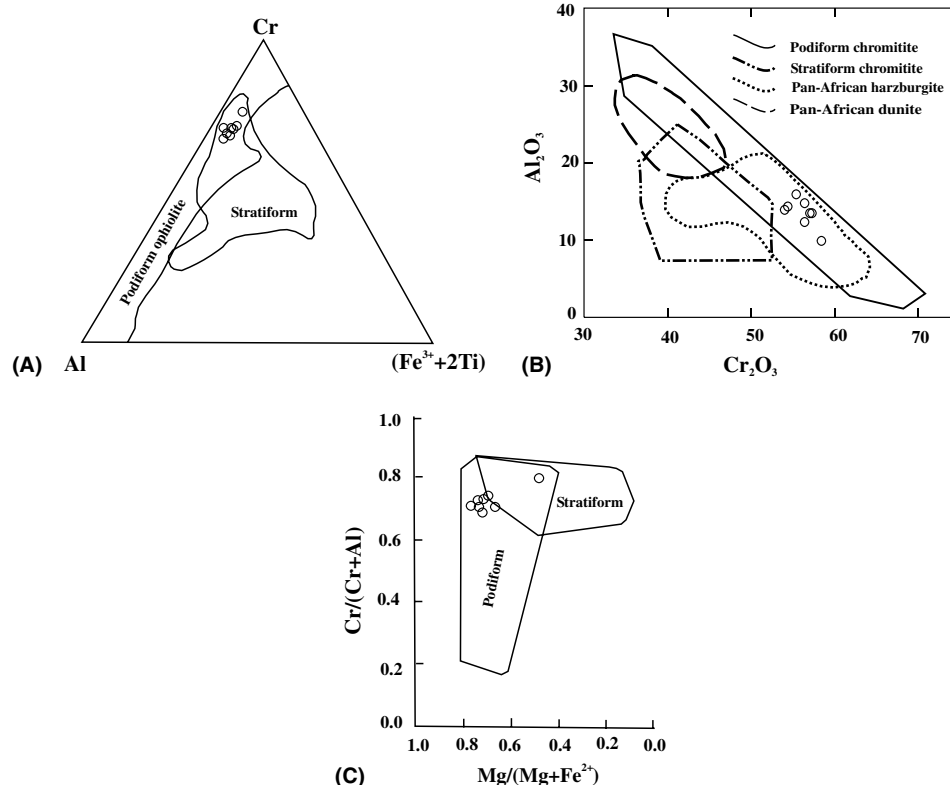 Cr
Podiform ophiolite
Stratiform
Al
(Fe³⁺+2Ti)
(A)
Al₂O₃
40
30
20
10
0
Podiform chromitite
Stratiform chromitite
Pan-African harzburgite
Pan-African dunite
30
40
50
60
70
Cr₂O₃
(B)
Cr/(Cr+Al)
1.0
0.8
0.6
0.4
0.2
0.0
Stratiform
Podiform
1.0
0.8
0.6
0.4
0.2
0.0
Mg/(Mg+Fe²⁺)
(C)